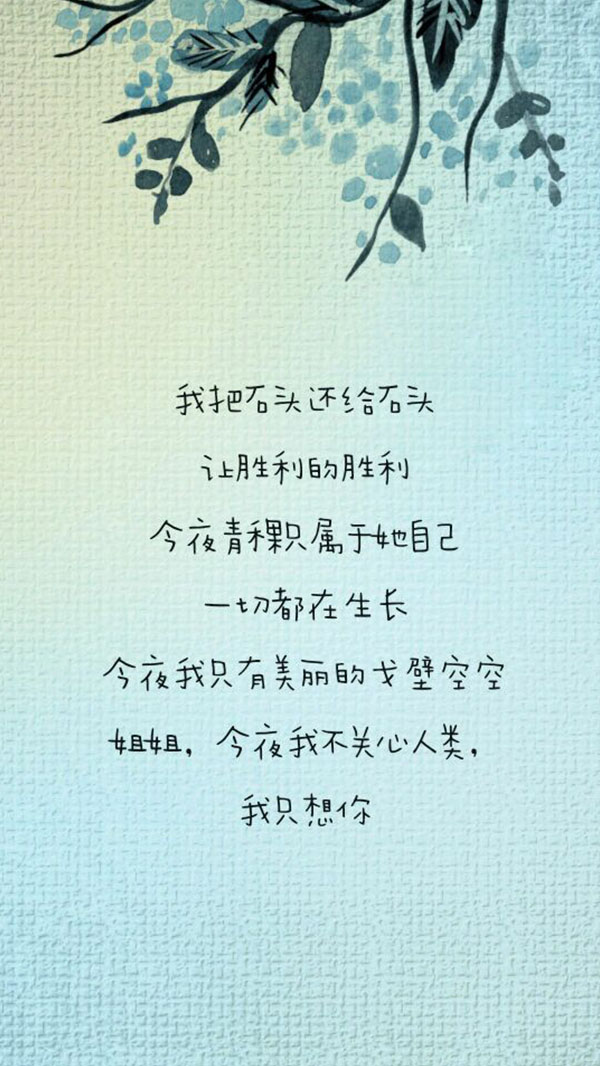 我把石头还给石头
让胜利的胜利
今夜青稞只属于她自己
一切都在生长
今夜我只有美丽的戈壁空空
姐姐，今夜我不关心人类，
我只想你